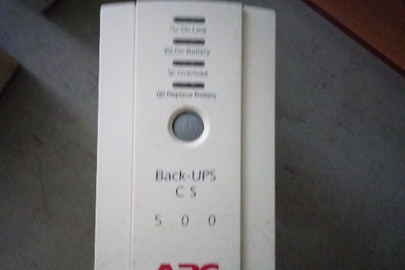 On Line
On Battery
Overload
Replace Battery
Back-UPS
CS
500
APC